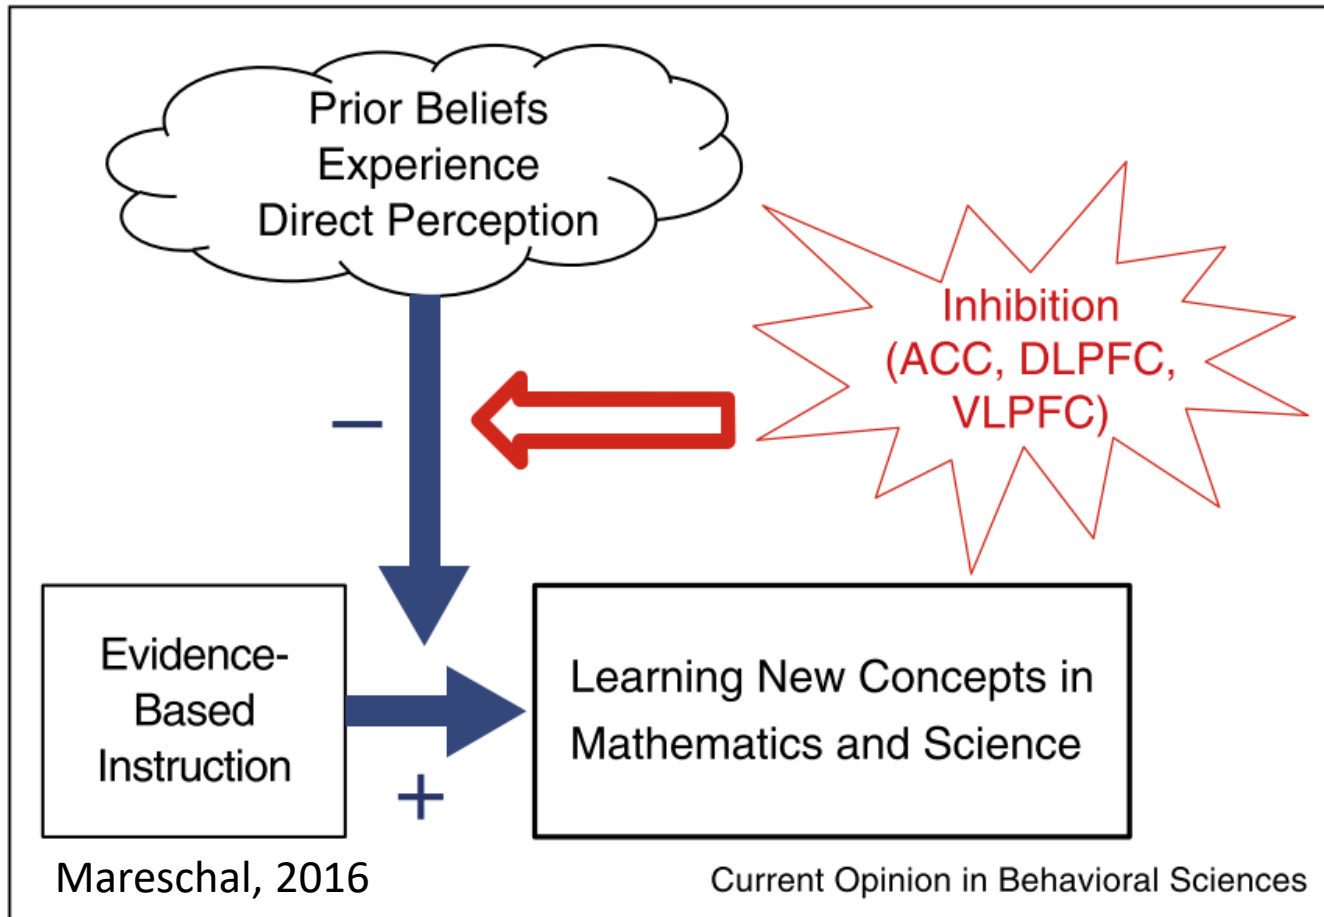 Prior Beliefs
Experience
Direct Perception
Inhibition
(ACC, DLPFC,
VLPFC)
−
Evidence-
Based
Instruction
+
Learning New Concepts in
Mathematics and Science
Mareschal, 2016
Current Opinion in Behavioral Sciences